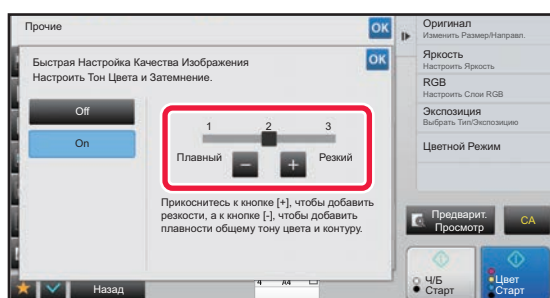 Прочие
OK
Быстрая Настройка Качества Изображения
Настроить Тон Цвета и Затемнение.
OK
Off
On
1 2 3
Плавный
Резкий
Прикоснитесь к кнопке [+], чтобы добавить
резкости, а к кнопке [-], чтобы добавить
плавности общему тону цвета и контуру.
Назад
4 A4
Оригинал
Изменить Размер/Направл.
Яркость
Настроить Яркость
RGB
Настроить Слои RGB
Экспозиция
Выбрать Тип/Экспозицию
Цветной Режим
Предварит.
Просмотр
CA
Ч/Б
Старт
Цвет
Старт